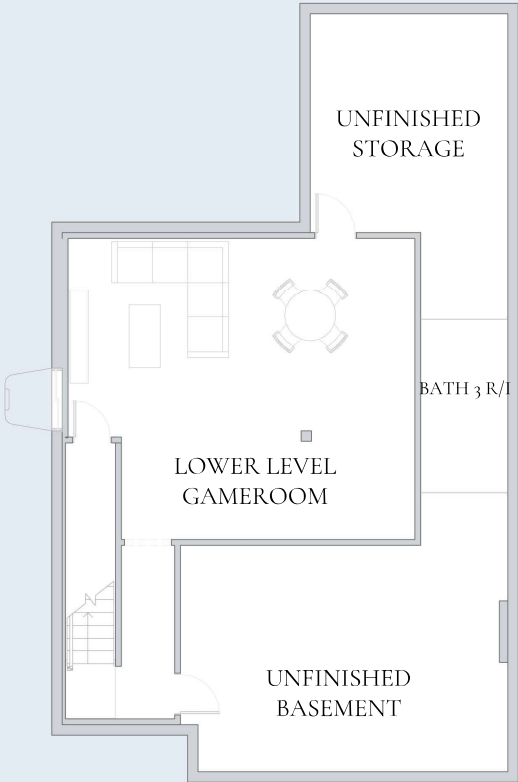 UNFINISHED
STORAGE
BATH 3 R/I
LOWER LEVEL
GAMEROOM
UNFINISHED
BASEMENT